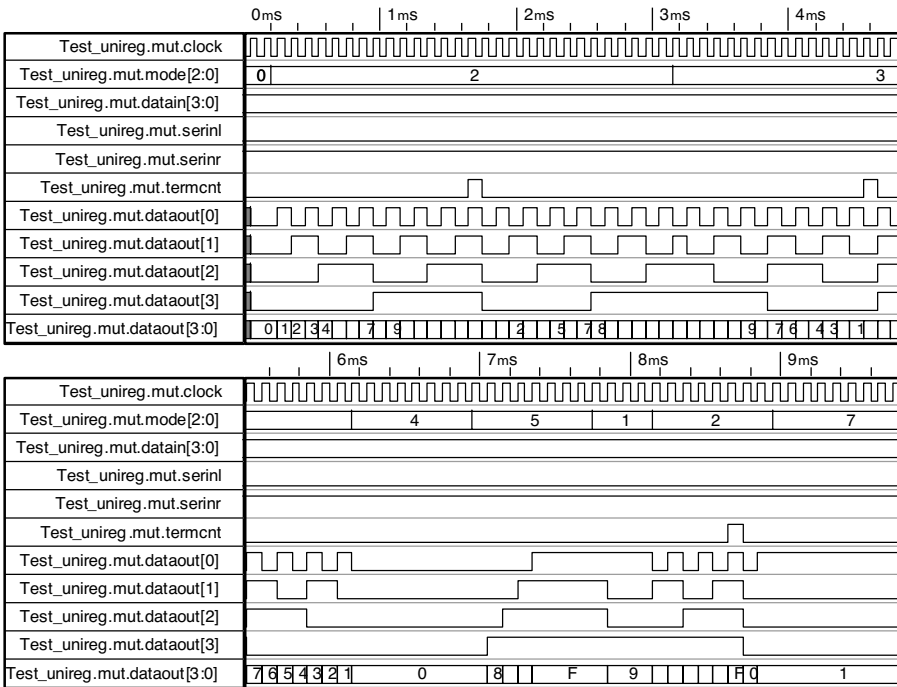 0ms 1ms 2ms 3ms 4ms
Test_unireg.mut.clock
Test_unireg.mut.mode[2:0] 0 2 3
Test_unireg.mut.datain[3:0]
Test_unireg.mut.serinl
Test_unireg.mut.serinr
Test_unireg.mut.termcnt
Test_unireg.mut.dataout[0]
Test_unireg.mut.dataout[1]
Test_unireg.mut.dataout[2]
Test_unireg.mut.dataout[3]
Test_unireg.mut.dataout[3:0] 0 1 2 3 4 7 9 2 5 7 8 9 7 6 4 3 1
6ms 7ms 8ms 9ms
Test_unireg.mut.clock
Test_unireg.mut.mode[2:0] 4 5 1 2 7
Test_unireg.mut.datain[3:0]
Test_unireg.mut.serinl
Test_unireg.mut.serinr
Test_unireg.mut.termcnt
Test_unireg.mut.dataout[0]
Test_unireg.mut.dataout[1]
Test_unireg.mut.dataout[2]
Test_unireg.mut.dataout[3]
Test_unireg.mut.dataout[3:0] 7 6 5 4 3 2 1 0 8 F 9 F 0 1